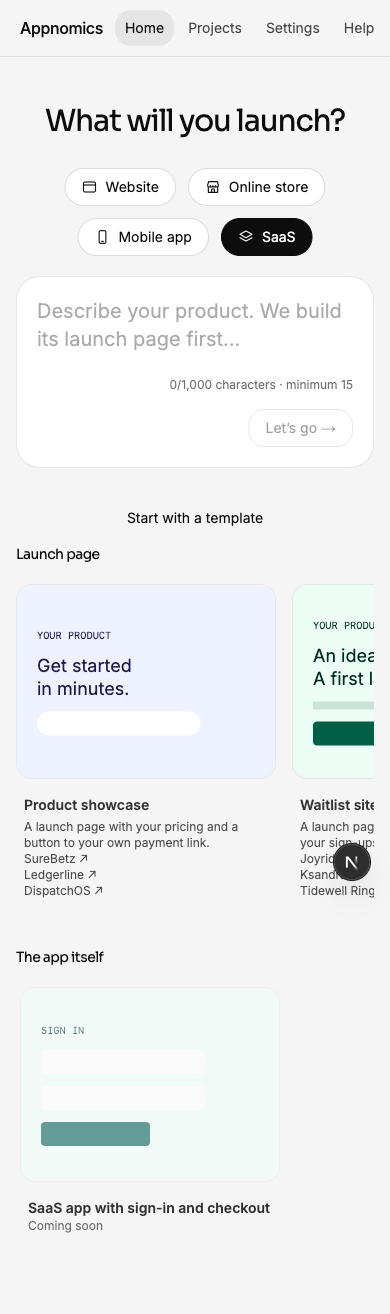 Appnomics Home Projects Settings Help
What will you launch?
Website Online store
Mobile app SaaS
Describe your product. We build
its launch page first...
0/1,000 characters · minimum 15
Let's go →
Start with a template
Launch page
YOUR PRODUCT
Get started
in minutes.
Product showcase
A launch page with your pricing and a
button to your own payment link.
SureBetz ↗
Ledgerline ↗
DispatchOS ↗
YOUR PRODU
An idea
A first l
Waitlist site
A launch pag
your sign-ups
Tidewell Ring
N
The app itself
SIGN IN
SaaS app with sign-in and checkout
Coming soon